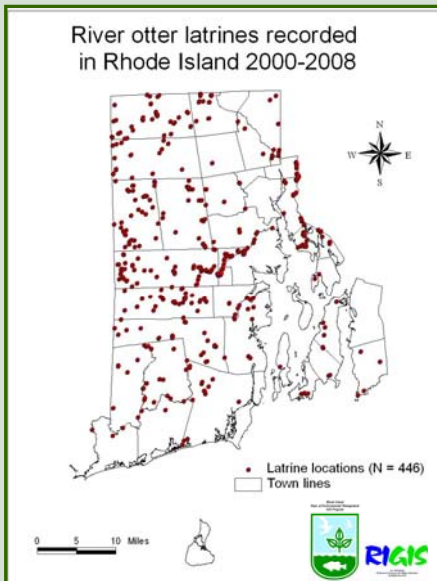 River otter latrines recorded
in Rhode Island 2000-2008
N
W
E
S
Latrine locations (N = 446)
Town lines
0
5
10 Miles
RIGIS